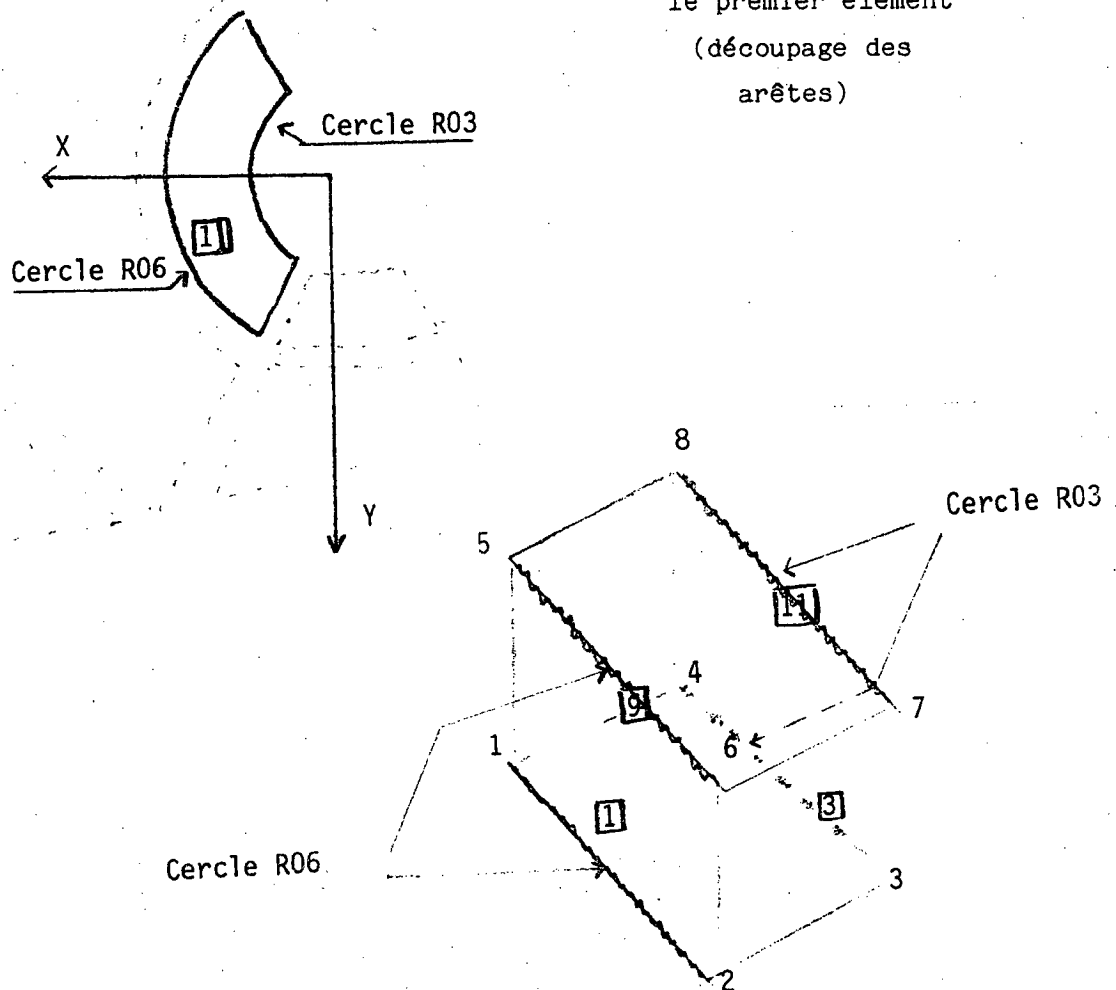 le premier élément
(découpage des
arêtes)
Cercle R03
X
1
Cercle R06
Y
8
Cercle R03
5
11
4
9
7
6
1
1
3
Cercle R06
3
2